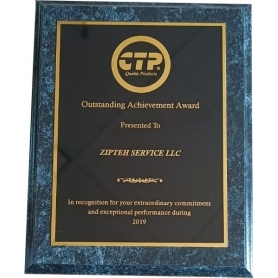 CTP
Quality Products
Outstanding Achievement Award
Presented To
ZIPTEH SERVICE LLC
In recognition for your extraordinary commitment
and exceptional performance during
2019